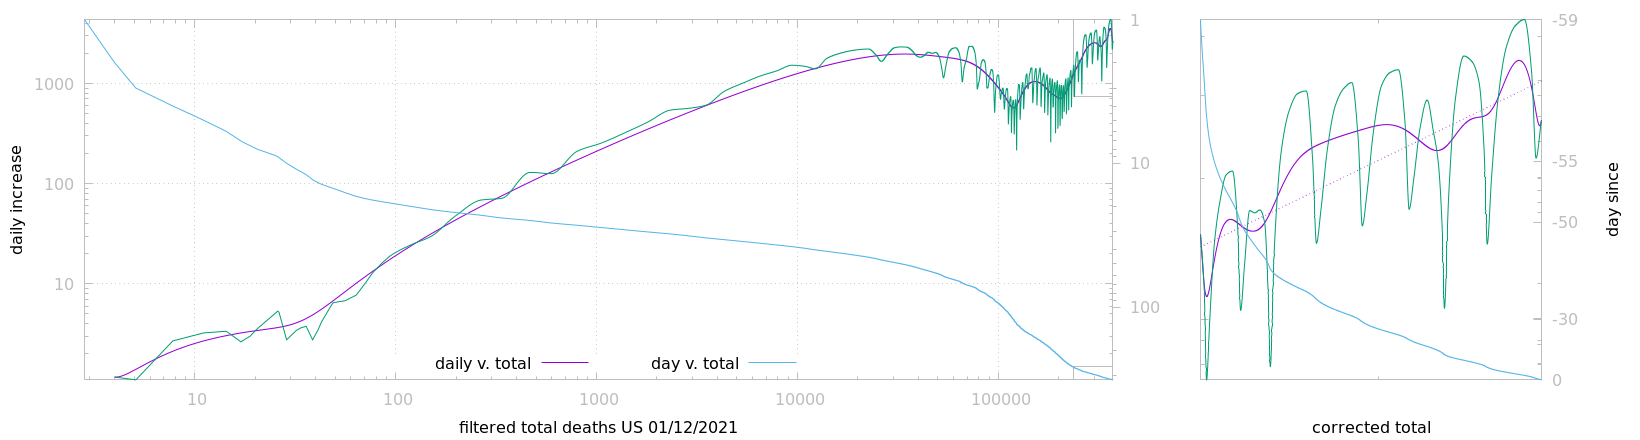 1000
100
10
daily increase
1
10
100
daily v. total
day v. total
10
100
1000
10000
100000
filtered total deaths US 01/12/2021
-59
-55
-50
-30
0
day since
corrected total